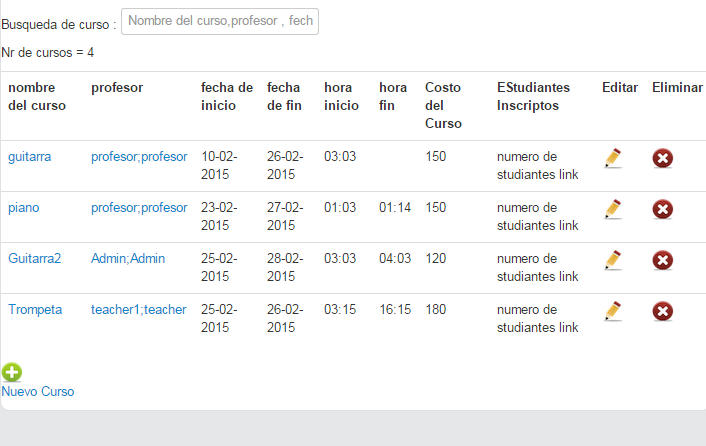 Busqueda de curso : Nombre del curso,profesor , fech
Nr de cursos = 4
nombre del curso profesor fecha de inicio fecha de fin hora inicio hora fin Costo del Curso EStudiantes Inscriptos Editar Eliminar
guitarra profesor;profesor 10-02-2015 26-02-2015 03:03 150 numero de studiantes link
piano profesor;profesor 23-02-2015 27-02-2015 01:03 01:14 150 numero de studiantes link
Guitarra2 Admin;Admin 25-02-2015 28-02-2015 03:03 04:03 120 numero de studiantes link
Trompeta teacher1;teacher 25-02-2015 26-02-2015 03:15 16:15 180 numero de studiantes link
Nuevo Curso